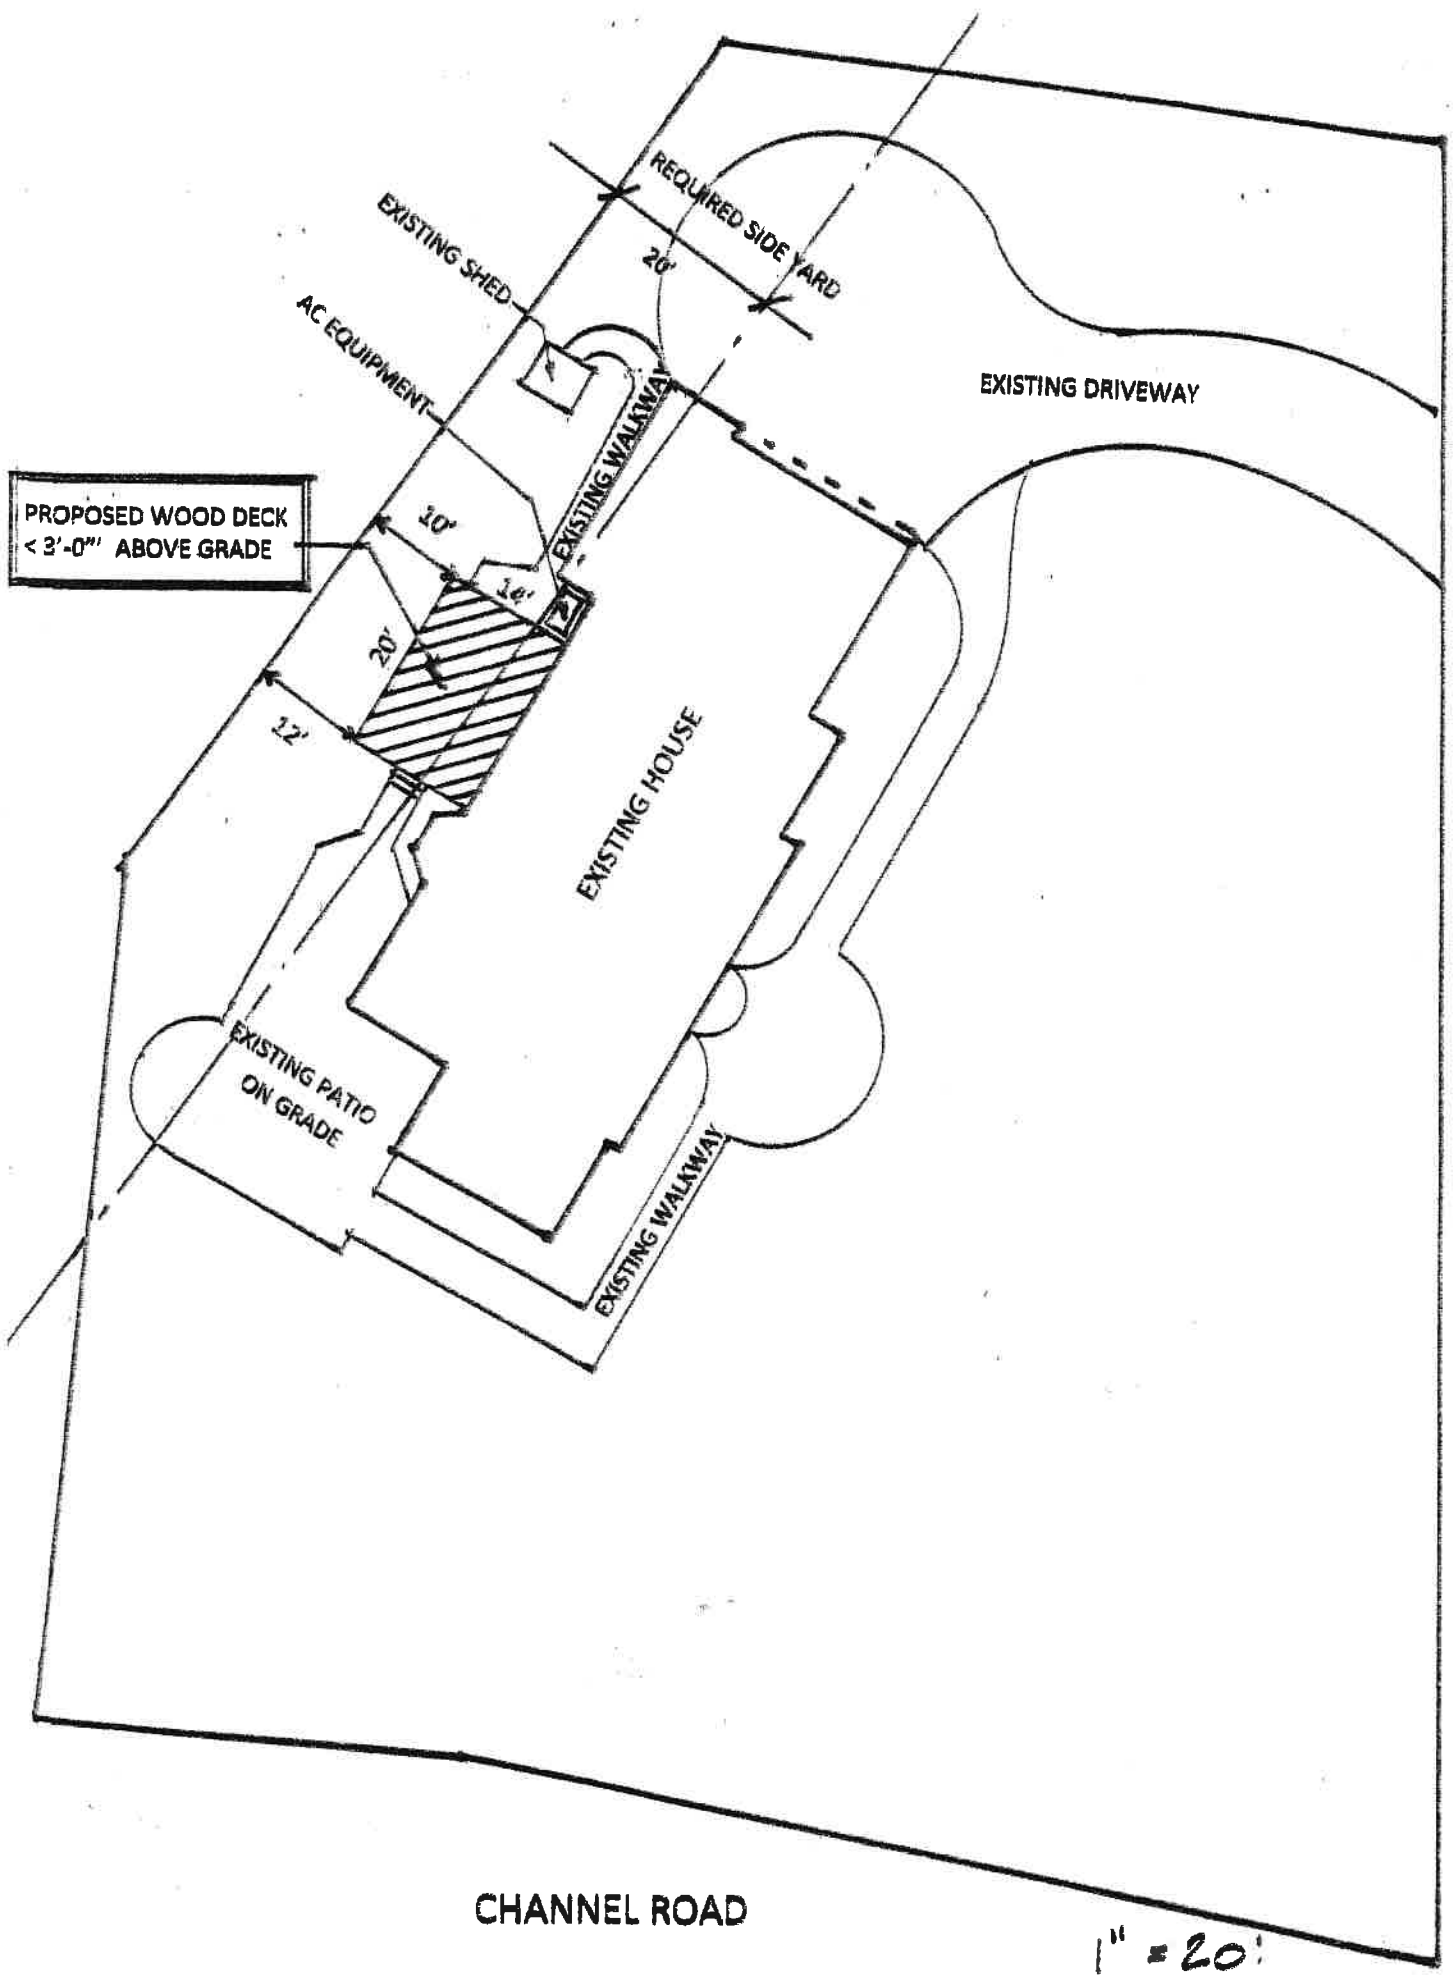 REQUIRED SIDE YARD
20'
EXISTING SHED
AC EQUIPMENT
EXISTING WALKWAY
EXISTING DRIVEWAY
PROPOSED WOOD DECK
< 3'-0"' ABOVE GRADE
10'
14'
20'
12'
EXISTING HOUSE
EXISTING PATIO
ON GRADE
EXISTING WALKWAY
CHANNEL ROAD
1" = 20'